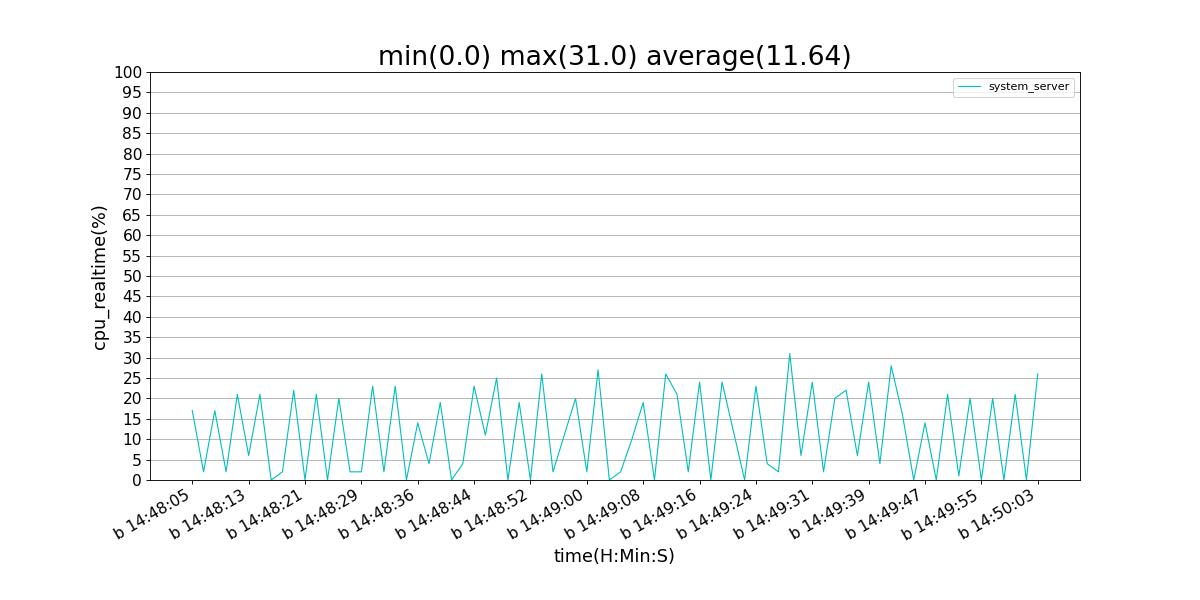 min(0.0) max(31.0) average(11.64)
system_server
100
95
90
85
80
75
70
65
60
55
50
45
40
35
30
25
20
15
10
5
0
cpu_realtime(%)
b 14:48:05
b 14:48:13
b 14:48:21
b 14:48:29
b 14:48:36
b 14:48:44
b 14:48:52
b 14:49:00
b 14:49:08
b 14:49:16
b 14:49:24
b 14:49:31
b 14:49:39
b 14:49:47
b 14:49:55
b 14:50:03
time(H:Min:S)